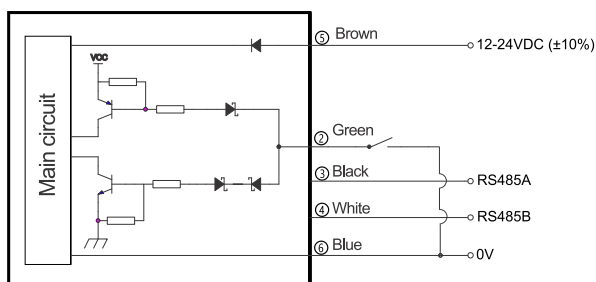 ⑤ Brown
12-24VDC (±10%)
VCC
Main circuit
② Green
③ Black
RS485A
④ White
RS485B
⑥ Blue
0V